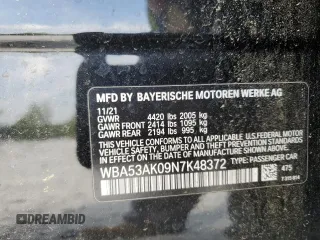 MFD BY BAYERISCHE MOTOREN WERKE AG
11/21
GVWR 4420 lbs 2005 kg
GAWR FRONT 2414 lbs 1095 kg
GAWR REAR 2194 lbs 995 kg
THIS VEHICLE CONFORMS TO ALL APPLICABLE U.S. FEDERAL MOTOR
VEHICLE SAFETY, BUMPER, AND THEFT PREVENTION STANDARDS IN
EFFECT ON THE DATE OF MANUFACTURE SHOWN ABOVE.
WBA53AK09N7K48372 TYPE: PASSENGER CAR
475
DREAMBID